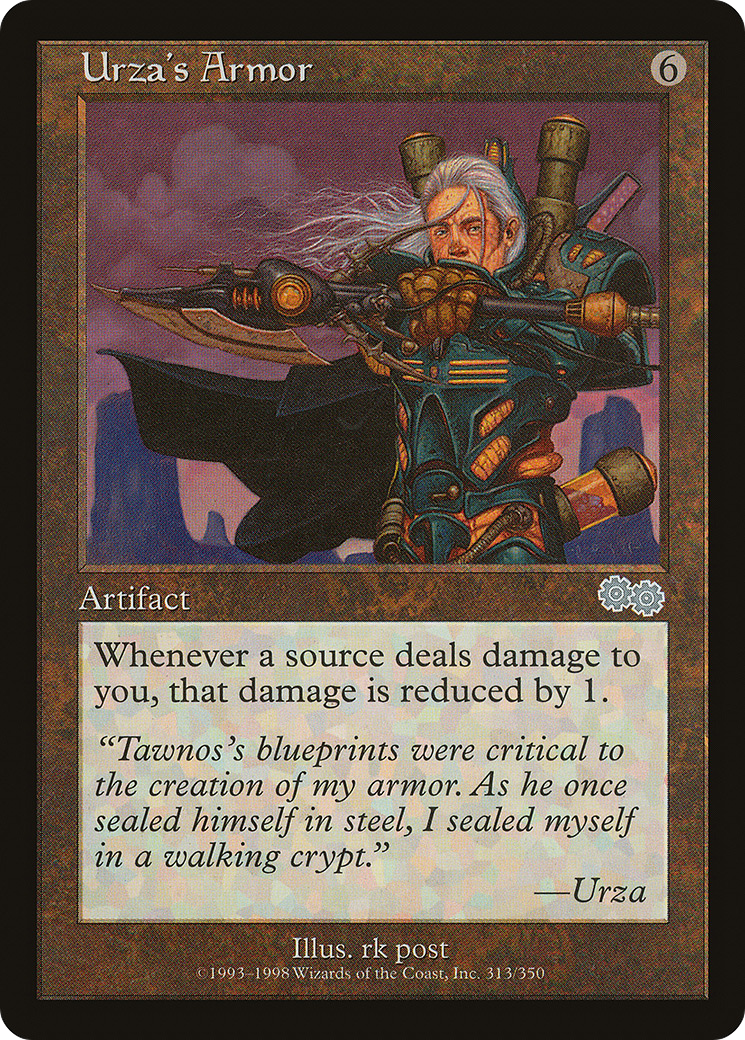 Urza's Armor
6
Artifact
Whenever a source deals damage to
you, that damage is reduced by 1.
“Tawnos's blueprints were critical to
the creation of my armor. As he once
sealed himself in steel, I sealed myself
in a walking crypt.”
—Urza
Illus. rk post
©1993–1998 Wizards of the Coast, Inc. 313/350